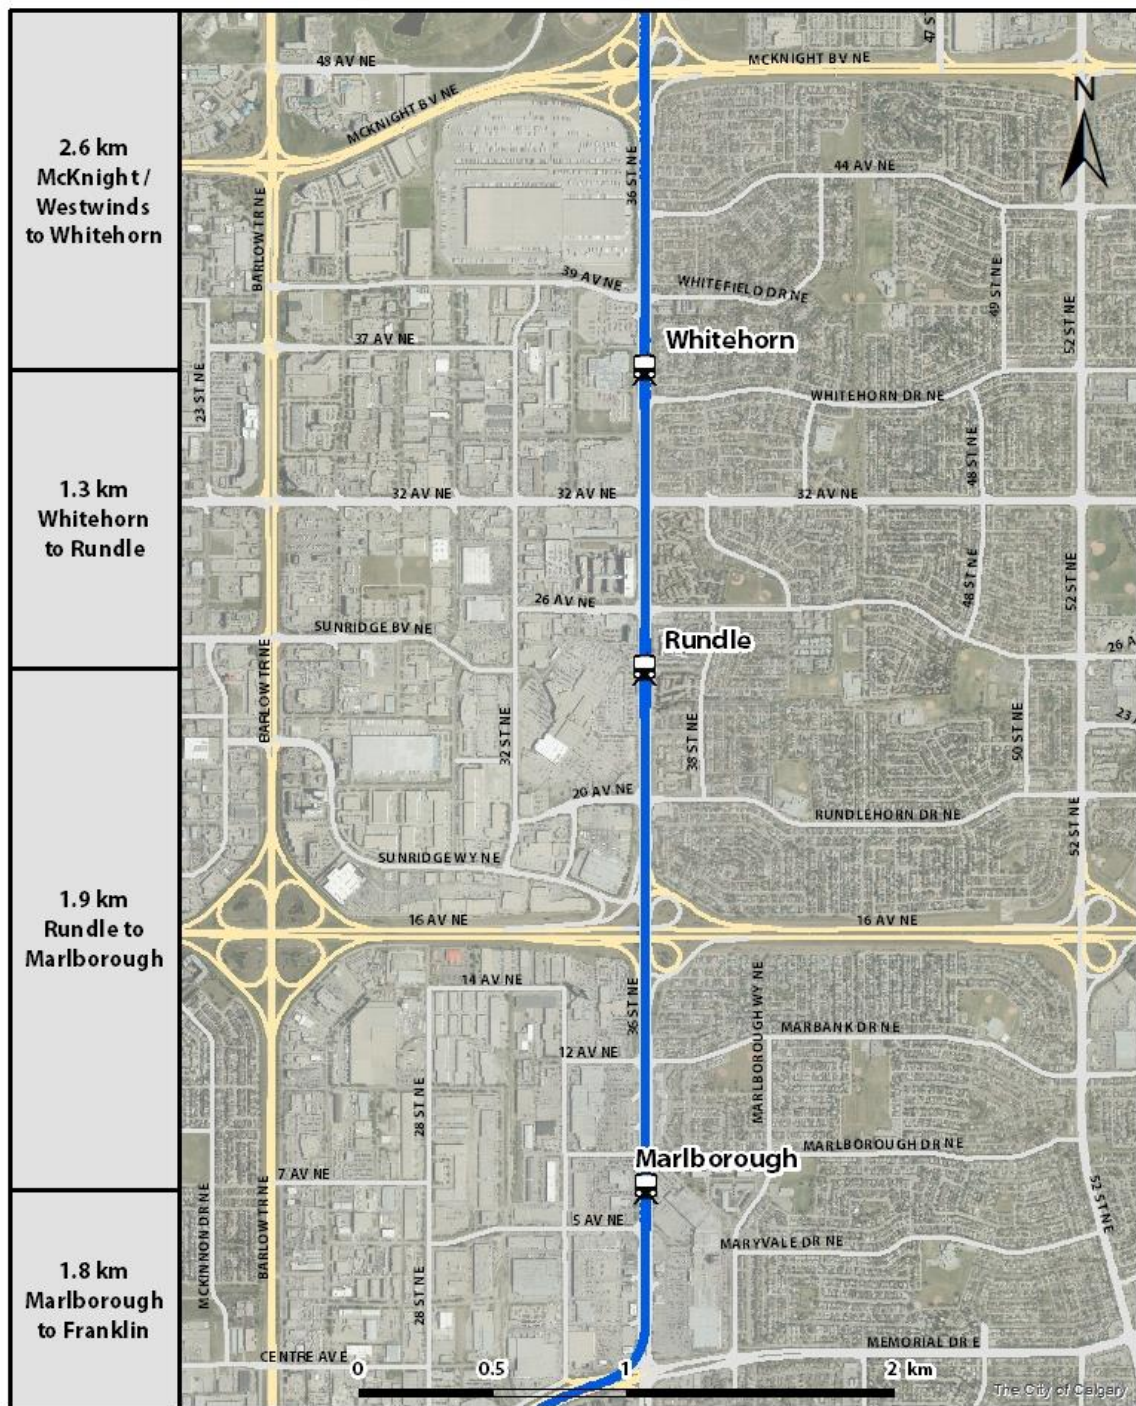 2.6 km
McKnight /
Westwinds
to Whitehorn
1.3 km
Whitehorn
to Rundle
1.9 km
Rundle to
Marlborough
1.8 km
Marlborough
to Franklin
47 ST
48 AV NE
MCKNIGHT BV NE
MCKNIGHT BV NE
N
36 ST NE
44 AV NE
BARLOW TR NE
39 AV NE
WHITEFIELD DR NE
49 ST NE
52 ST NE
37 AV NE
Whitehorn
23 ST NE
WHITEHORN DR NE
48 ST NE
32 AV NE
32 AV NE
32 AV NE
48 ST NE
52 ST NE
26 AV NE
SUNRIDGE BV NE
Rundle
26 A
BARLOW TR NE
32 ST NE
38 ST NE
50 ST NE
23
20 AV NE
RUNDLEHORN DR NE
52 ST NE
SUNRIDGE WY NE
16 AV NE
16 AV NE
14 AV NE
36 ST NE
MARLBOROUGH WY NE
MARBANK DR NE
12 AV NE
28 ST NE
MARLBOROUGH DR NE
Marlborough
7 AV NE
52 ST NE
MCKINNON DR NE
BARLOW TR NE
5 AV NE
MARYVALE DR NE
28 ST NE
MEMORIAL DR E
CENTRE AV E
0 0.5 1 2 km
The City of Calgary